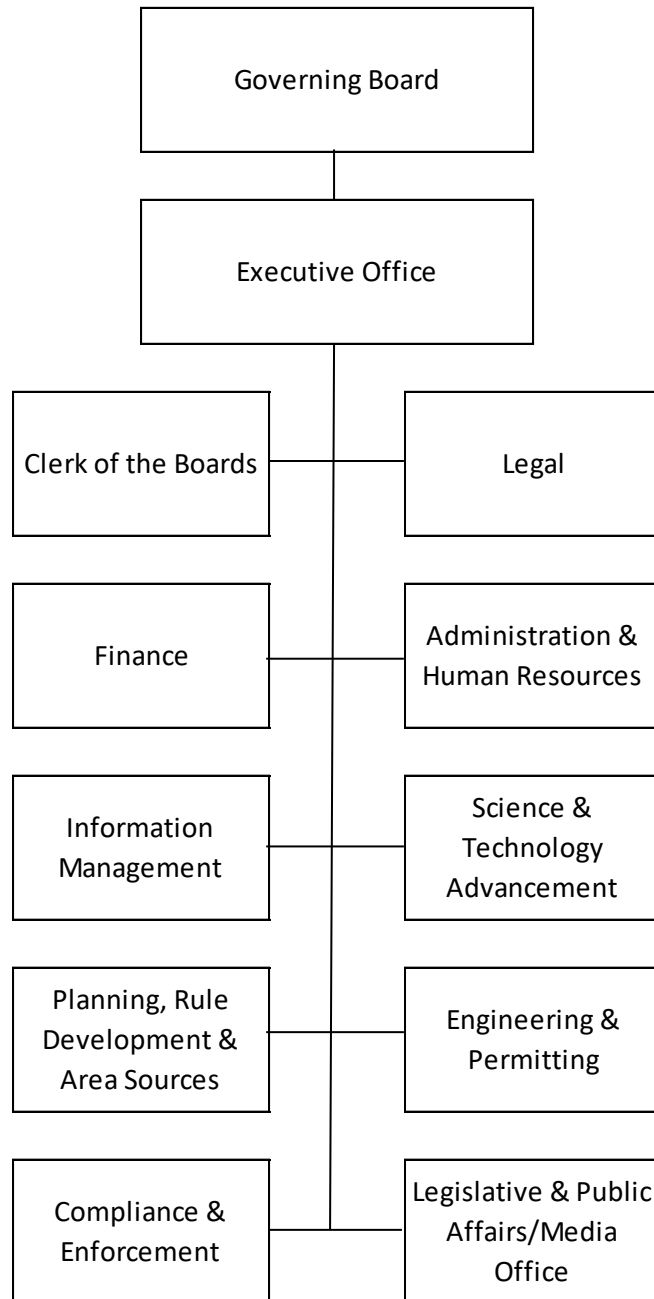 Governing Board
Executive Office
Clerk of the Boards
Legal
Finance
Administration &
Human Resources
Information
Management
Science &
Technology
Advancement
Planning, Rule
Development &
Area Sources
Engineering &
Permitting
Compliance &
Enforcement
Legislative & Public
Affairs/Media
Office